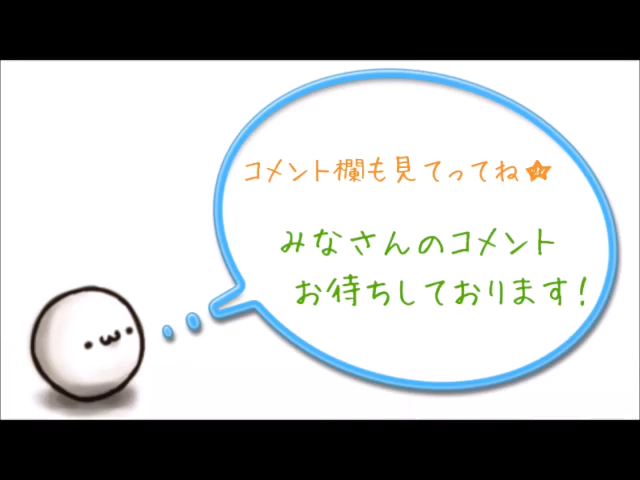 コメント欄も見てってね★
みなさんのコメント
お待ちしております!